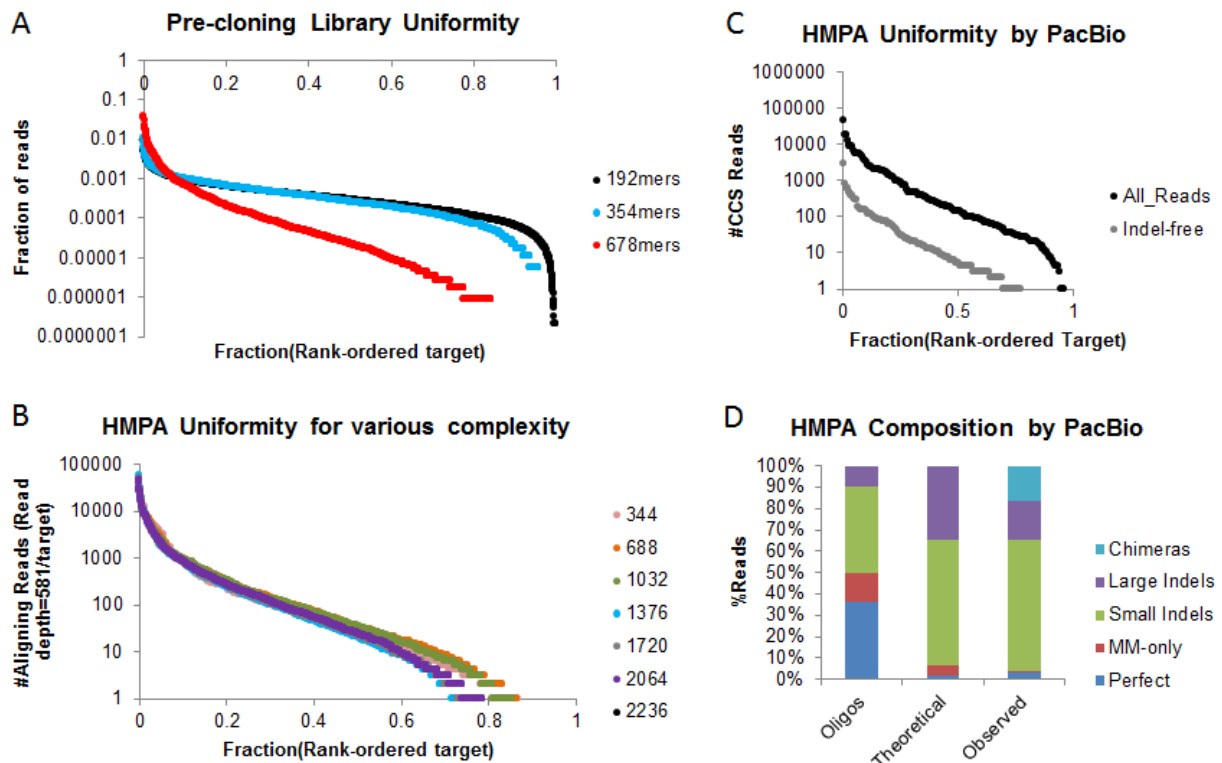 A
Pre-cloning Library Uniformity
1
0.1
0.01
0.001
0.0001
0.00001
0.000001
0.0000001
0 0.2 0.4 0.6 0.8 1
Fraction of reads
Fraction(Rank-ordered target)
192mers
354mers
678mers
B
HMPA Uniformity for various complexity
100000
10000
1000
100
10
1
0 0.2 0.4 0.6 0.8 1
#Aligning Reads (Read
depth=581/target)
Fraction(Rank-ordered target)
344
688
1032
1376
1720
2064
2236
C
HMPA Uniformity by PacBio
1000000
100000
10000
1000
100
10
1
0 0.5 1
#CCS Reads
Fraction(Rank-ordered Target)
All_Reads
Indel-free
D
HMPA Composition by PacBio
100%
90%
80%
70%
60%
50%
40%
30%
20%
10%
0%
%Reads
Oligos
Theoretical
Observed
Chimeras
Large Indels
Small Indels
MM-only
Perfect